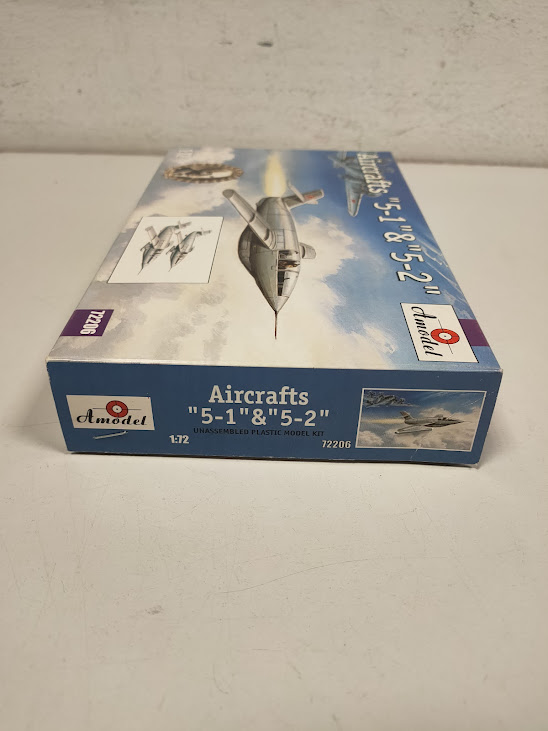 Aircrafts "5-1" & "5-2"
Amodel
72206
Amodel
1:72
Aircrafts
"5-1"&"5-2"
UNASSEMBLED PLASTIC MODEL KIT
72206